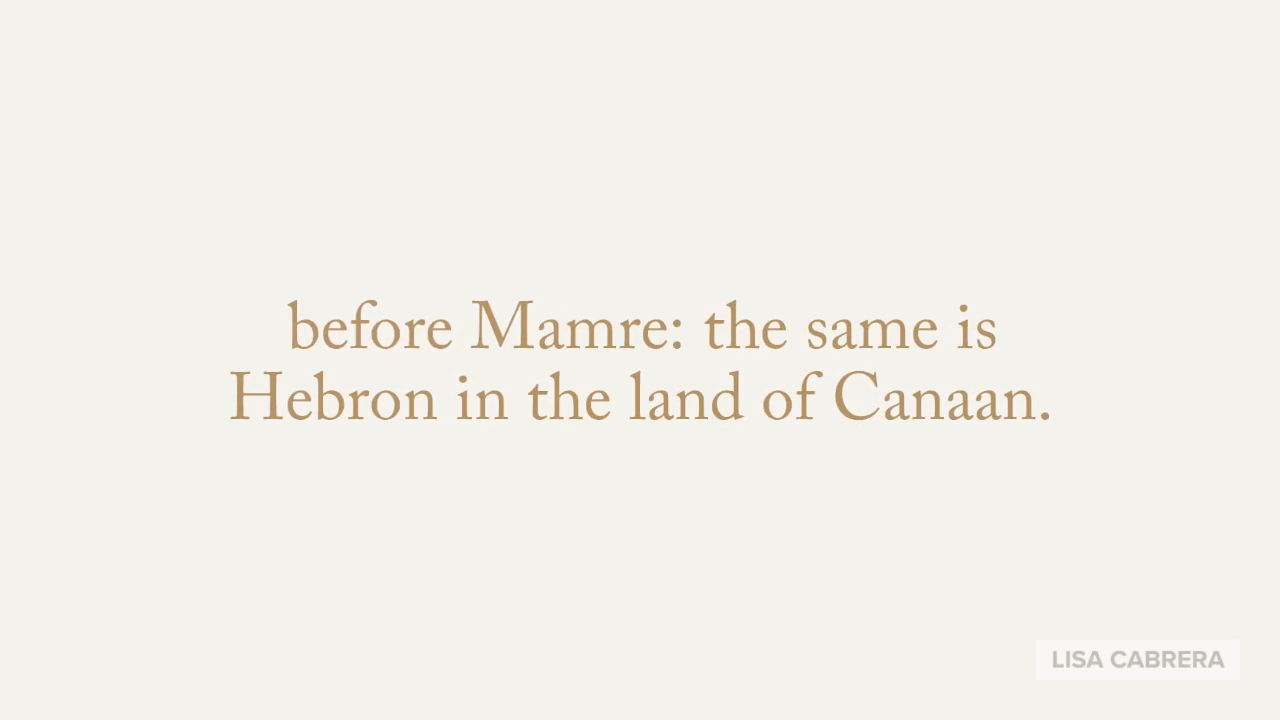 before Mamre: the same is
Hebron in the land of Canaan.
LISA CABRERA